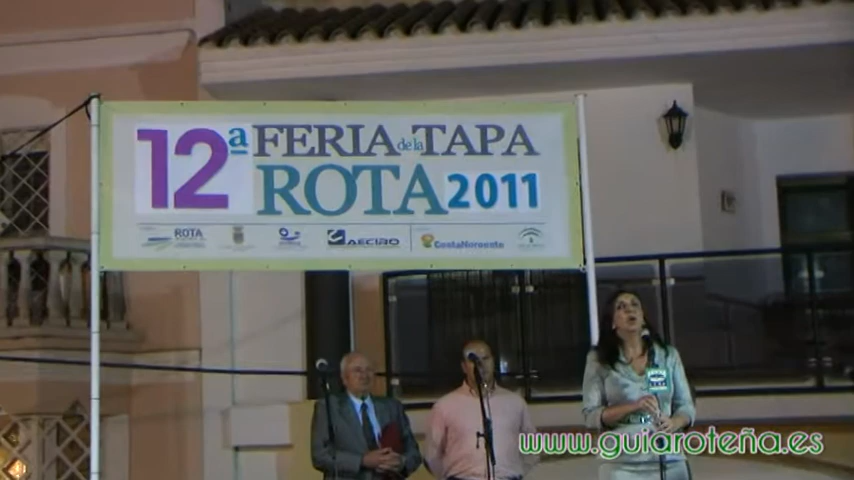 12ª FERIA de la TAPA
ROTA 2011
ROTA
AECIRO
CostaNoroeste
www.guiaroteña.es